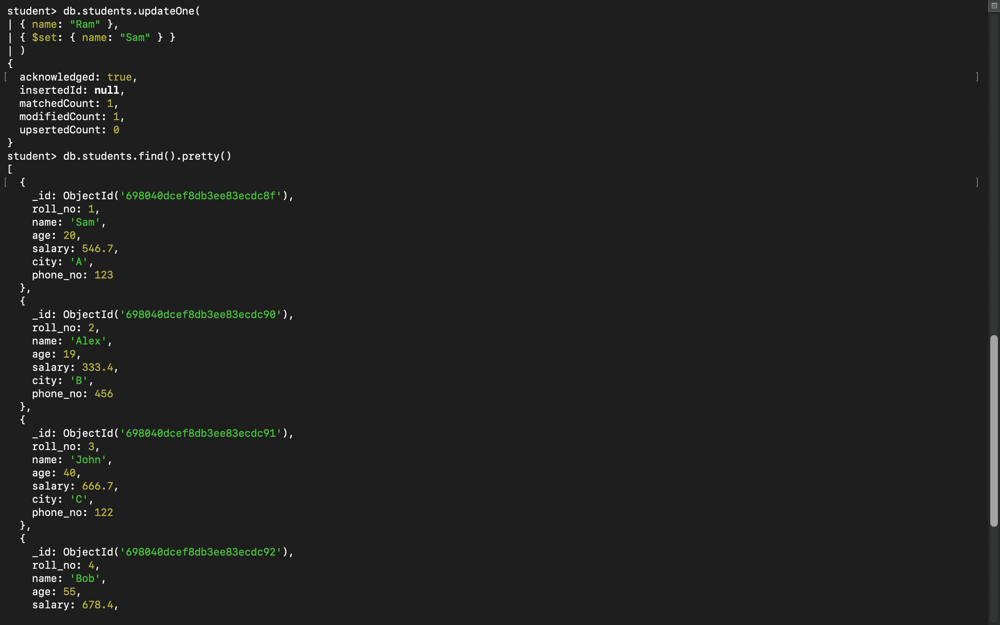 student> db.students.updateOne(
| { name: "Ram" },
| { $set: { name: "Sam" } }
| )
{
[  acknowledged: true, ]
  insertedId: null,
  matchedCount: 1,
  modifiedCount: 1,
  upsertedCount: 0
}
student> db.students.find().pretty()
[
[  { ]
    _id: ObjectId('698040dcef8db3ee83ecdc8f'),
    roll_no: 1,
    name: 'Sam',
    age: 20,
    salary: 546.7,
    city: 'A',
    phone_no: 123
  },
  {
    _id: ObjectId('698040dcef8db3ee83ecdc90'),
    roll_no: 2,
    name: 'Alex',
    age: 19,
    salary: 333.4,
    city: 'B',
    phone_no: 456
  },
  {
    _id: ObjectId('698040dcef8db3ee83ecdc91'),
    roll_no: 3,
    name: 'John',
    age: 40,
    salary: 666.7,
    city: 'C',
    phone_no: 122
  },
  {
    _id: ObjectId('698040dcef8db3ee83ecdc92'),
    roll_no: 4,
    name: 'Bob',
    age: 55,
    salary: 678.4,